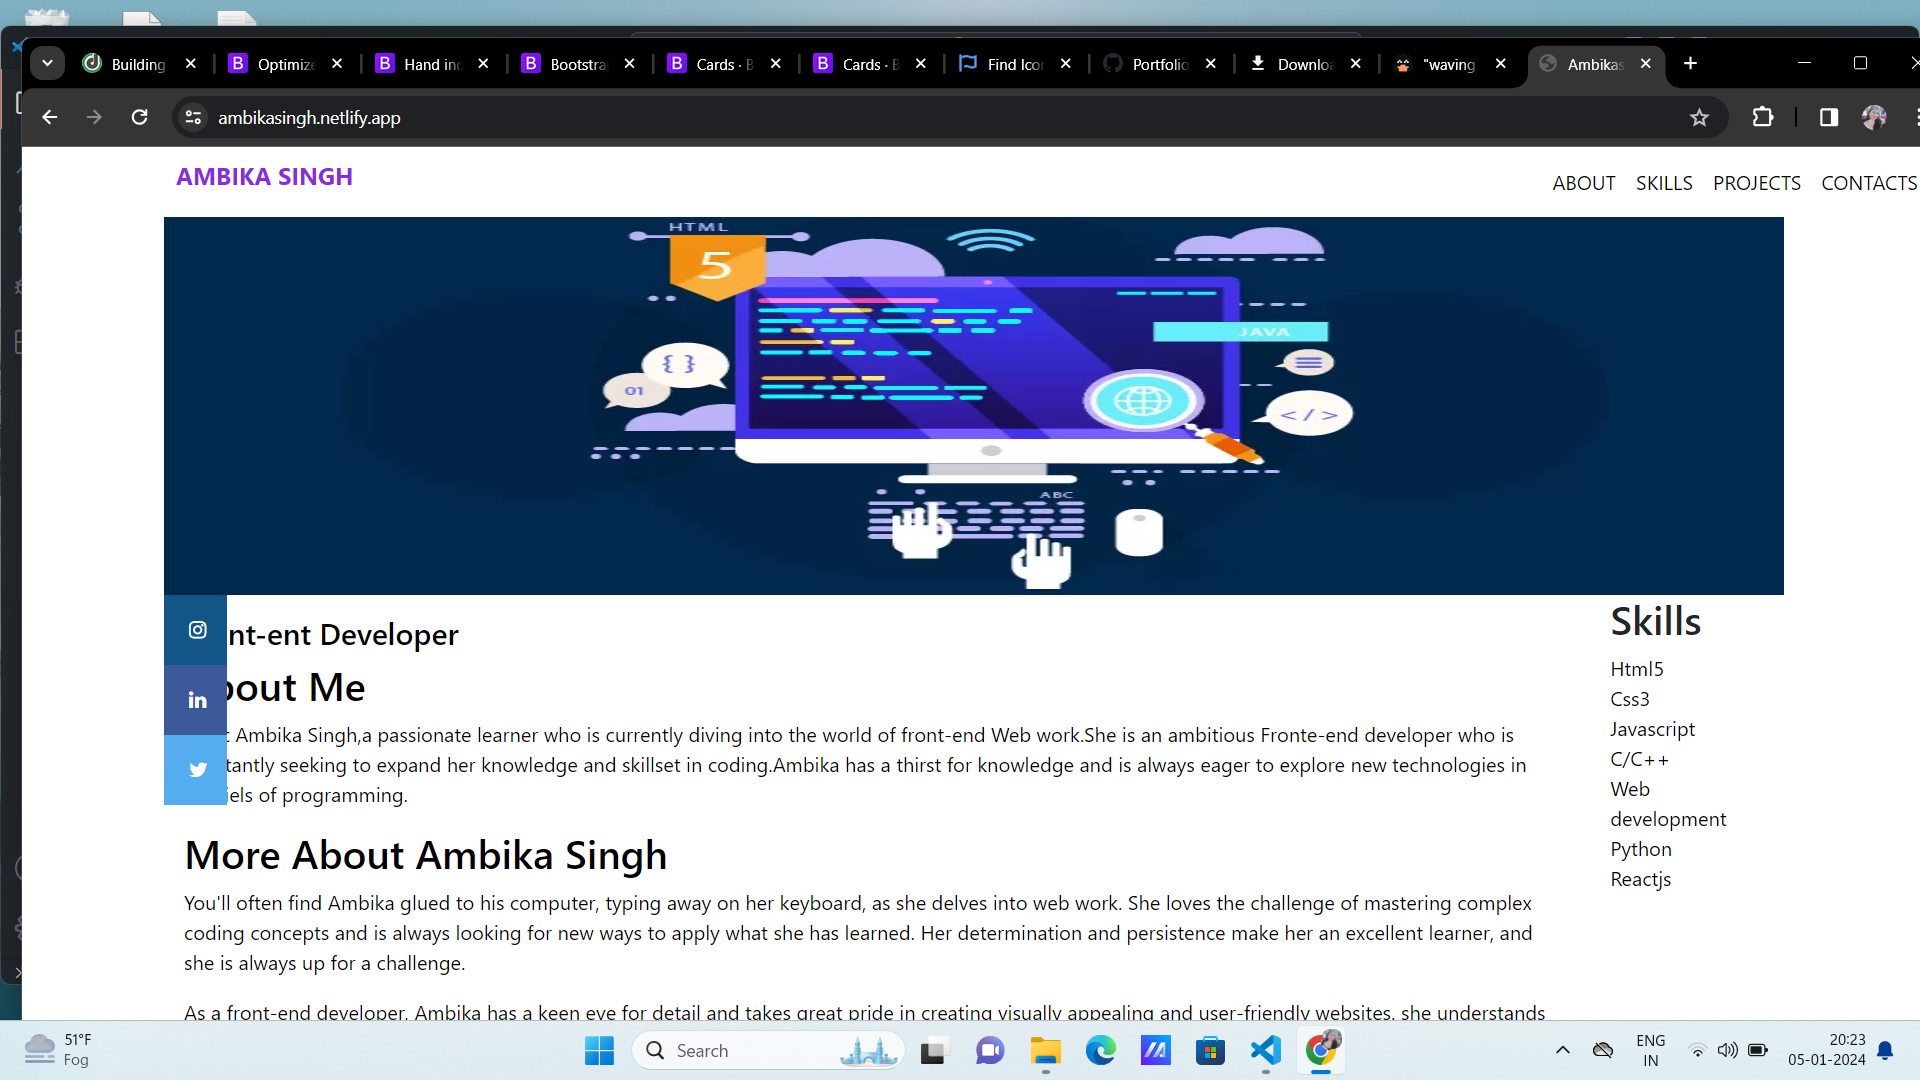 Building
Optimize
Hand inc
Bootstra
Cards · B
Cards · B
Find Ico
Portfolio
Downloa
"waving
Ambikas
ambikasingh.netlify.app
AMBIKA SINGH
ABOUT SKILLS PROJECTS CONTACTS
HTML
5
JAVA
{ }
01
</>
ABC
nt-ent Developer
bout Me
Ambika Singh,a passionate learner who is currently diving into the world of front-end Web work.She is an ambitious Fronte-end developer who is
tantly seeking to expand her knowledge and skillset in coding.Ambika has a thirst for knowledge and is always eager to explore new technologies in
iels of programming.
More About Ambika Singh
You'll often find Ambika glued to his computer, typing away on her keyboard, as she delves into web work. She loves the challenge of mastering complex
coding concepts and is always looking for new ways to apply what she has learned. Her determination and persistence make her an excellent learner, and
she is always up for a challenge.
As a front-end developer, Ambika has a keen eye for detail and takes great pride in creating visually appealing and user-friendly websites. she understands
Skills
Html5
Css3
Javascript
C/C++
Web
development
Python
Reactjs
51°F
Fog
Search
ENG
IN
20:23
05-01-2024